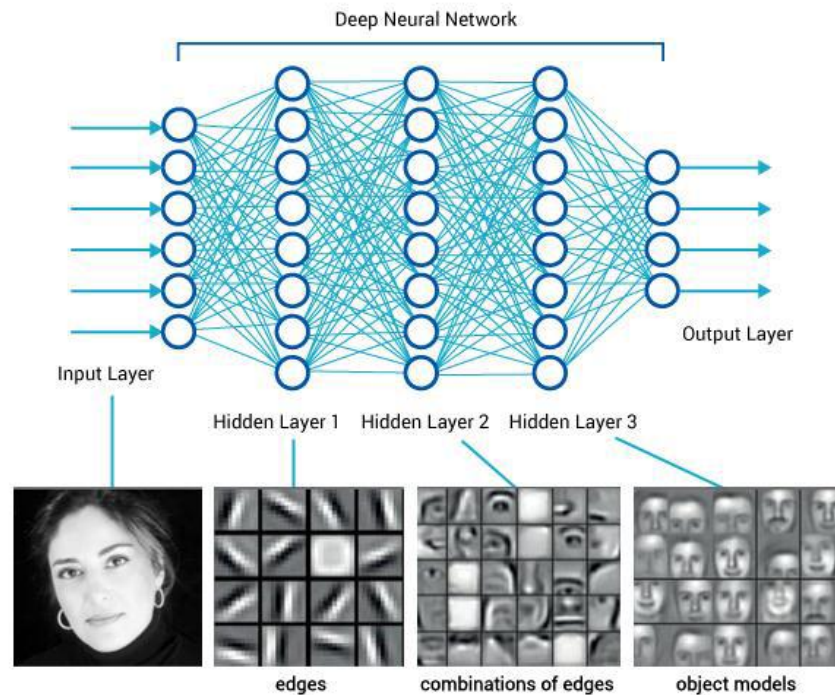 Deep Neural Network
Input Layer
Output Layer
Hidden Layer 1
Hidden Layer 2
Hidden Layer 3
edges
combinations of edges
object models